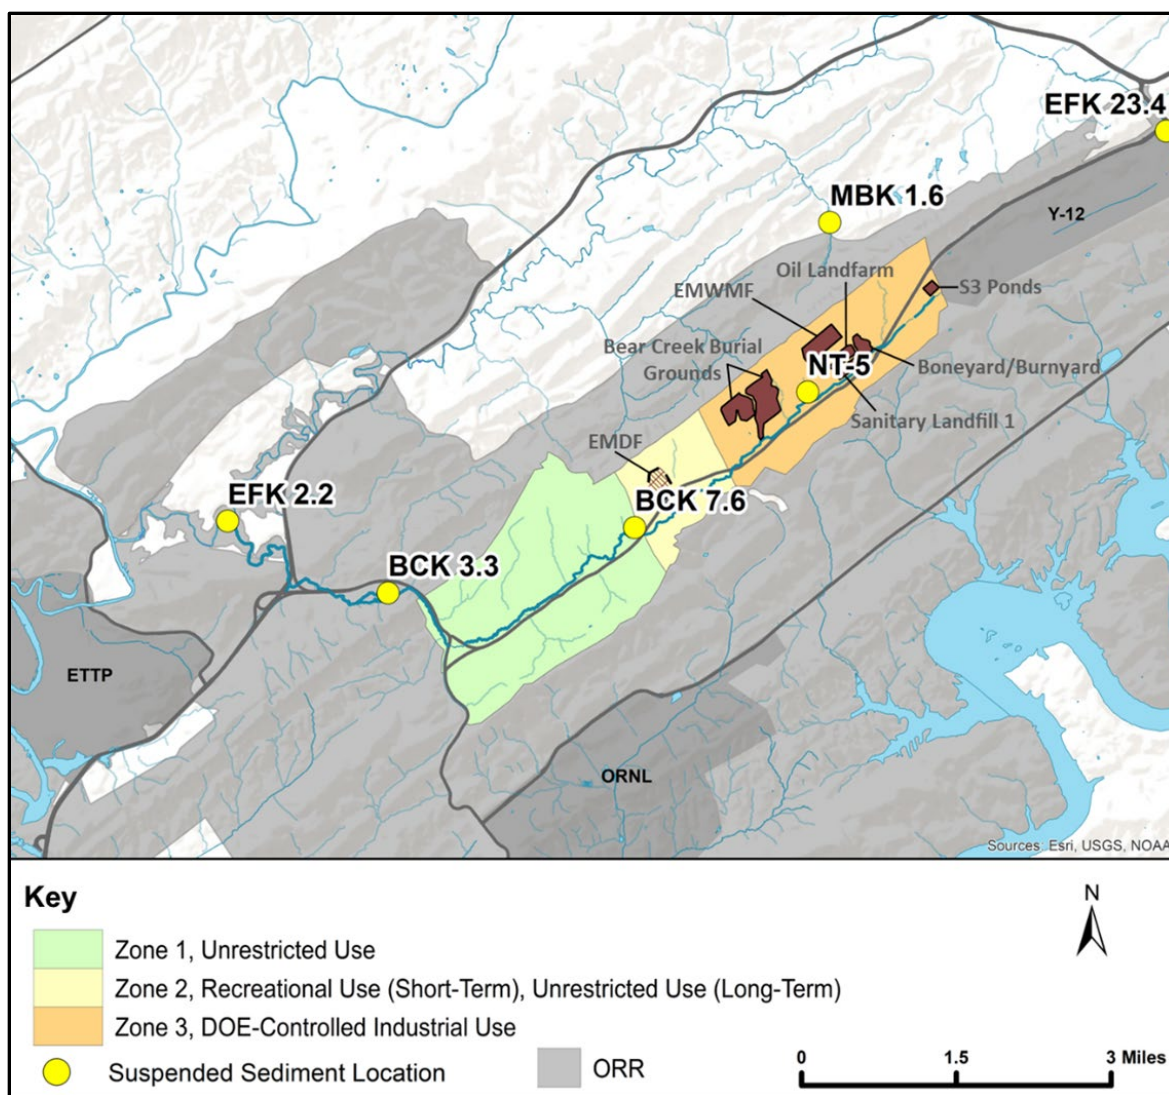 EFK 23.4
Y-12
MBK 1.6
Oil Landfarm
S3 Ponds
EMWMF
Bear Creek Burial
Grounds
NT-5
Boneyard/Burnyard
Sanitary Landfill 1
EMDF
EFK 2.2
BCK 7.6
BCK 3.3
ETTP
ORNL
Sources: Esri, USGS, NOAA
Key
N
Zone 1, Unrestricted Use
Zone 2, Recreational Use (Short-Term), Unrestricted Use (Long-Term)
Zone 3, DOE-Controlled Industrial Use
Suspended Sediment Location
ORR
0 1.5 3 Miles